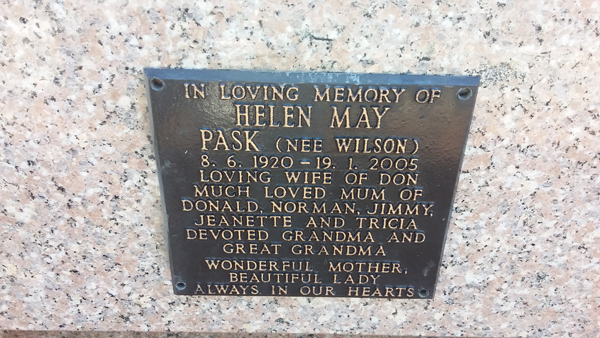 IN LOVING MEMORY OF
HELEN MAY
PASK (NEE WILSON)
8. 6. 1920 - 19. 1. 2005
LOVING WIFE OF DON
MUCH LOVED MUM OF
DONALD, NORMAN, JIMMY,
JEANETTE AND TRICIA
DEVOTED GRANDMA AND
GREAT GRANDMA
WONDERFUL MOTHER,
BEAUTIFUL LADY
ALWAYS IN OUR HEARTS